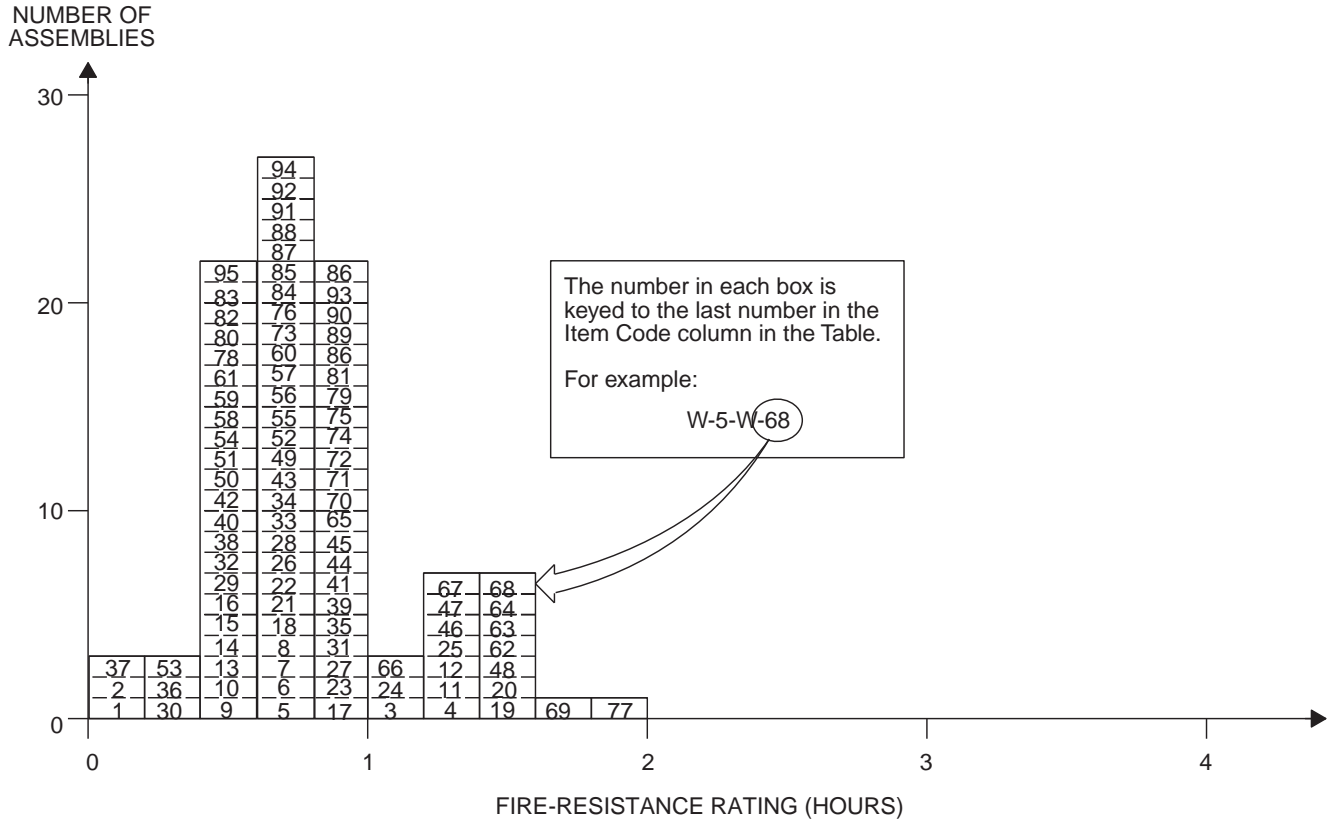 NUMBER OF
ASSEMBLIES
30
94
92
91
88
87
95 85 86
83 84 93
20
82 76 90
80 73 89
78 60 86
61 57 81
59 56 79
58 55 75
54 52 74
51 49 72
50 43 71
42 34 70
10
40 33 65
38 28 45
32 26 44
29 22 41 67 68
16 21 39 47 64
15 18 35 46 63
14 8 31 25 62
37 53 13 7 27 66 12 48
2 36 10 6 23 24 11 20
1 30 9 5 17 3 4 19 69 77
0
The number in each box is
keyed to the last number in the
Item Code column in the Table.
For example:
W-5-W-68
0 1 2 3 4
FIRE-RESISTANCE RATING (HOURS)